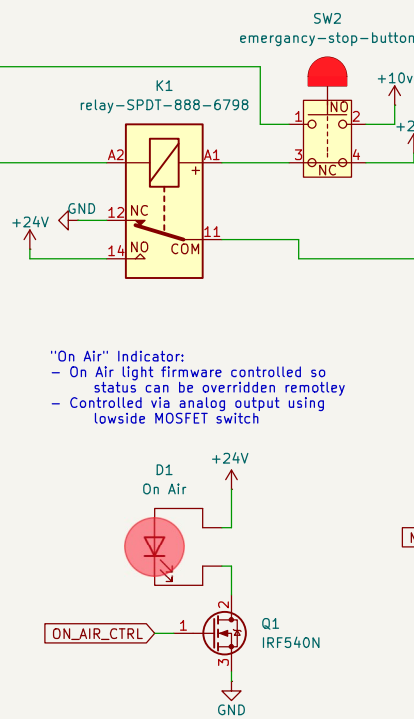 SW2
emergancy-stop-button
K1
relay-SPDT-888-6798
NO
+10v
1
2
3
4
NC
+2
A2
A1
+
GND
12
NC
+24V
14
NO
COM
11
"On Air" Indicator:
- On Air light firmware controlled so
status can be overridden remotley
- Controlled via analog output using
lowside MOSFET switch
D1
On Air
+24V
ON_AIR_CTRL
1
2
3
Q1
IRF540N
GND